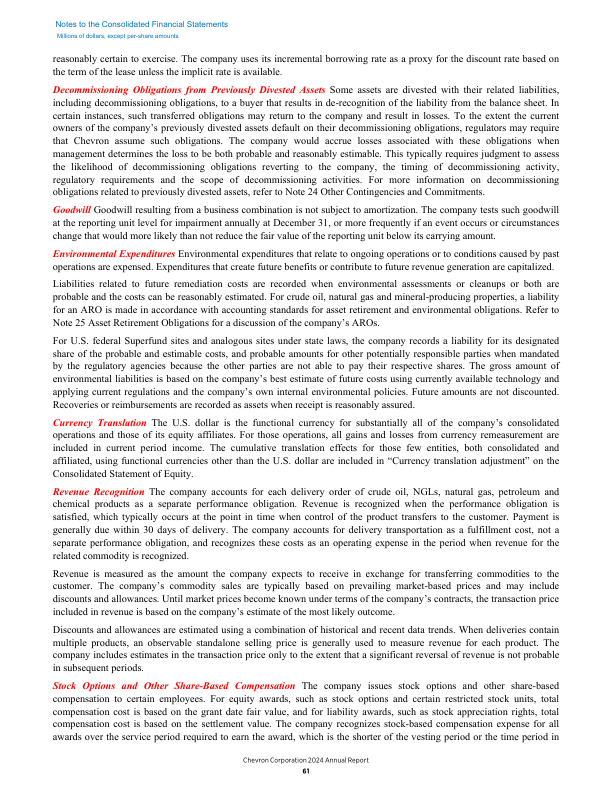 Notes to the Consolidated Financial Statements
Millions of dollars, except per-share amounts
reasonably certain to exercise. The company uses its incremental borrowing rate as a proxy for the discount rate based on
the term of the lease unless the implicit rate is available.
Decommissioning Obligations from Previously Divested Assets Some assets are divested with their related liabilities,
including decommissioning obligations, to a buyer that results in de-recognition of the liability from the balance sheet. In
certain instances, such transferred obligations may return to the company and result in losses. To the extent the current
owners of the company's previously divested assets default on their decommissioning obligations, regulators may require
that Chevron assume such obligations. The company would accrue losses associated with these obligations when
management determines the loss to be both probable and reasonably estimable. This typically requires judgment to assess
the likelihood of decommissioning obligations reverting to the company, the timing of decommissioning activity,
regulatory requirements and the scope of decommissioning activities. For more information on decommissioning
obligations related to previously divested assets, refer to Note 24 Other Contingencies and Commitments.
Goodwill Goodwill resulting from a business combination is not subject to amortization. The company tests such goodwill
at the reporting unit level for impairment annually at December 31, or more frequently if an event occurs or circumstances
change that would more likely than not reduce the fair value of the reporting unit below its carrying amount.
Environmental Expenditures Environmental expenditures that relate to ongoing operations or to conditions caused by past
operations are expensed. Expenditures that create future benefits or contribute to future revenue generation are capitalized.
Liabilities related to future remediation costs are recorded when environmental assessments or cleanups or both are
probable and the costs can be reasonably estimated. For crude oil, natural gas and mineral-producing properties, a liability
for an ARO is made in accordance with accounting standards for asset retirement and environmental obligations. Refer to
Note 25 Asset Retirement Obligations for a discussion of the company's AROs.
For U.S. federal Superfund sites and analogous sites under state laws, the company records a liability for its designated
share of the probable and estimable costs, and probable amounts for other potentially responsible parties when mandated
by the regulatory agencies because the other parties are not able to pay their respective shares. The gross amount of
environmental liabilities is based on the company's best estimate of future costs using currently available technology and
applying current regulations and the company's own internal environmental policies. Future amounts are not discounted.
Recoveries or reimbursements are recorded as assets when receipt is reasonably assured.
Currency Translation The U.S. dollar is the functional currency for substantially all of the company's consolidated
operations and those of its equity affiliates. For those operations, all gains and losses from currency remeasurement are
included in current period income. The cumulative translation effects for those few entities, both consolidated and
affiliated, using functional currencies other than the U.S. dollar are included in “Currency translation adjustment” on the
Consolidated Statement of Equity.
Revenue Recognition The company accounts for each delivery order of crude oil, NGLs, natural gas, petroleum and
chemical products as a separate performance obligation. Revenue is recognized when the performance obligation is
satisfied, which typically occurs at the point in time when control of the product transfers to the customer. Payment is
generally due within 30 days of delivery. The company accounts for delivery transportation as a fulfillment cost, not a
separate performance obligation, and recognizes these costs as an operating expense in the period when revenue for the
related commodity is recognized.
Revenue is measured as the amount the company expects to receive in exchange for transferring commodities to the
customer. The company's commodity sales are typically based on prevailing market-based prices and may include
discounts and allowances. Until market prices become known under terms of the company's contracts, the transaction price
included in revenue is based on the company's estimate of the most likely outcome.
Discounts and allowances are estimated using a combination of historical and recent data trends. When deliveries contain
multiple products, an observable standalone selling price is generally used to measure revenue for each product. The
company includes estimates in the transaction price only to the extent that a significant reversal of revenue is not probable
in subsequent periods.
Stock Options and Other Share-Based Compensation The company issues stock options and other share-based
compensation to certain employees. For equity awards, such as stock options and certain restricted stock units, total
compensation cost is based on the grant date fair value, and for liability awards, such as stock appreciation rights, total
compensation cost is based on the settlement value. The company recognizes stock-based compensation expense for all
awards over the service period required to earn the award, which is the shorter of the vesting period or the time period in
Chevron Corporation 2024 Annual Report
61